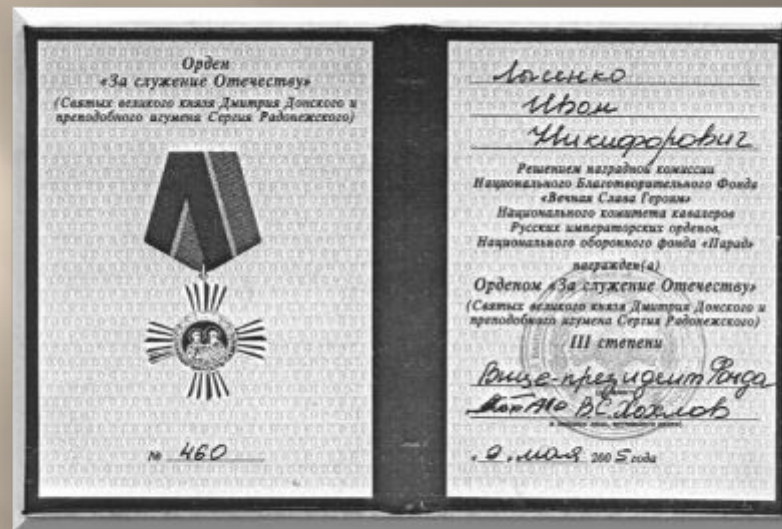 Орден
«За служение Отечеству»
(Святых великого князя Дмитрия Донского и
преподобного игумена Сергия Радонежского)
№ 460
Лысенко
Ивон
Никифорович
Решением наградной комиссии
Национального Благотворительного Фонда
«Вечная Слава Героям»
Национального комитета кавалеров
Русских императорских орденов,
Национального оборонного фонда «Парад»
награжден(а)
Орденом «За служение Отечеству»
(Святых великого князя Дмитрия Донского и
преподобного игумена Сергия Радонежского)
III степени
Вице-президент Фонда
В.С. Хохлов
.9. мая 2005 года